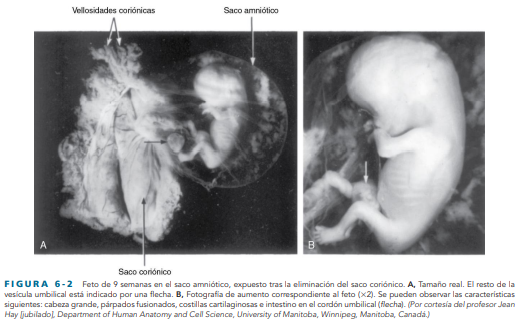 Vellosidades coriónicas
Saco amniótico
A
B
Saco coriónico
FIGURA 6-2 Feto de 9 semanas en el saco amniótico, expuesto tras la eliminación del saco coriónico. A, Tamaño real. El resto de la
vesícula umbilical está indicado por una flecha. B, Fotografía de aumento correspondiente al feto (×2). Se pueden observar las características
siguientes: cabeza grande, párpados fusionados, costillas cartilaginosas e intestino en el cordón umbilical (flecha). (Por cortesía del profesor Jean
Hay [jubilado], Department of Human Anatomy and Cell Science, University of Manitoba, Winnipeg, Manitoba, Canadá.)